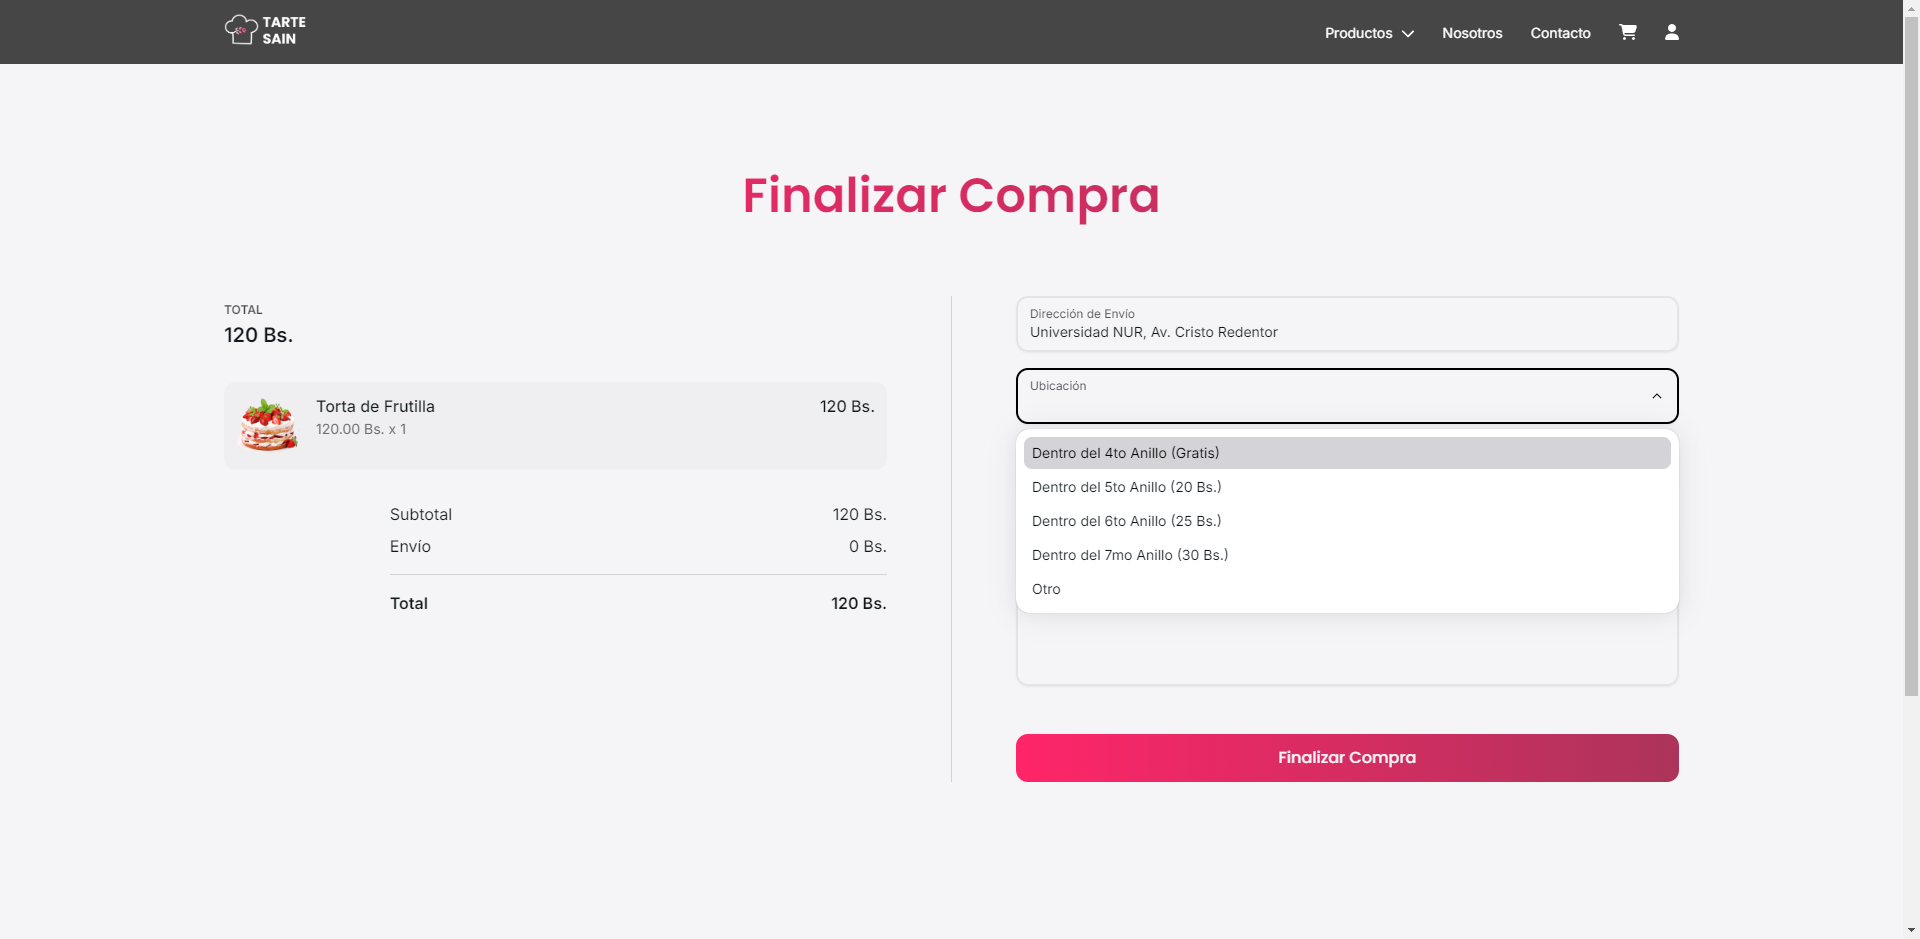 TARTE
SAIN
Productos
Nosotros
Contacto
Finalizar Compra
TOTAL
120 Bs.
Torta de Frutilla
120 Bs.
120.00 Bs. x 1
Subtotal
120 Bs.
Envío
0 Bs.
Total
120 Bs.
Dirección de Envío
Universidad NUR, Av. Cristo Redentor
Ubicación
Dentro del 4to Anillo (Gratis)
Dentro del 5to Anillo (20 Bs.)
Dentro del 6to Anillo (25 Bs.)
Dentro del 7mo Anillo (30 Bs.)
Otro
Finalizar Compra